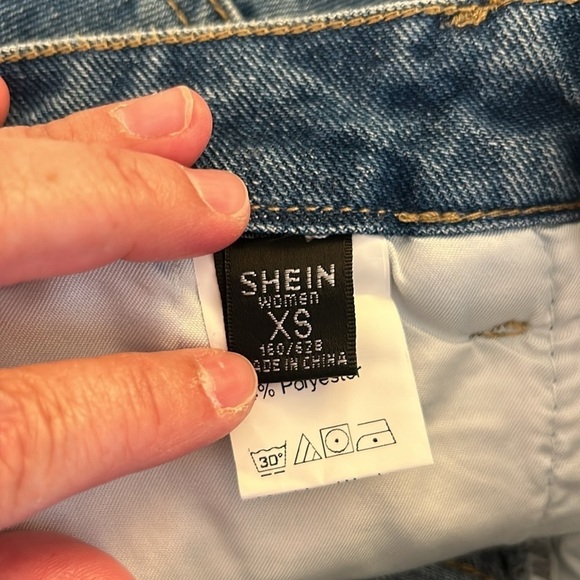 SHEIN
women
XS
160/62B
MADE IN CHINA
% Polyester
30°